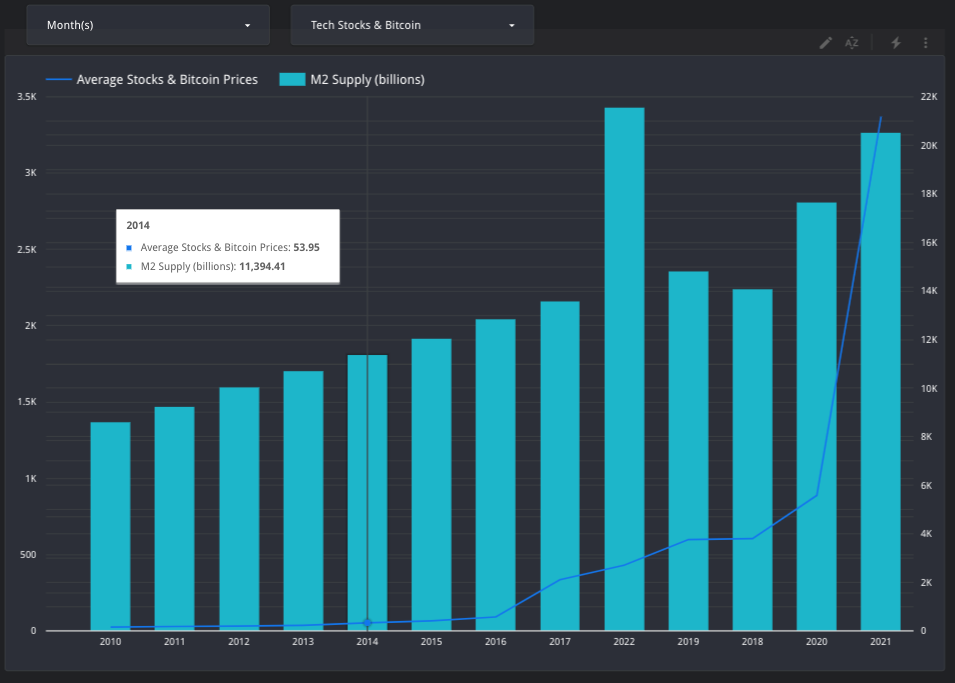 Month(s)
Tech Stocks & Bitcoin
AZ
Average Stocks & Bitcoin Prices
M2 Supply (billions)
3.5K
3K
2.5K
2K
1.5K
1K
500
0
22K
20K
18K
16K
14K
12K
10K
8K
6K
4K
2K
0
2014
Average Stocks & Bitcoin Prices: 53.95
M2 Supply (billions): 11,394.41
2010 2011 2012 2013 2014 2015 2016 2017 2022 2019 2018 2020 2021